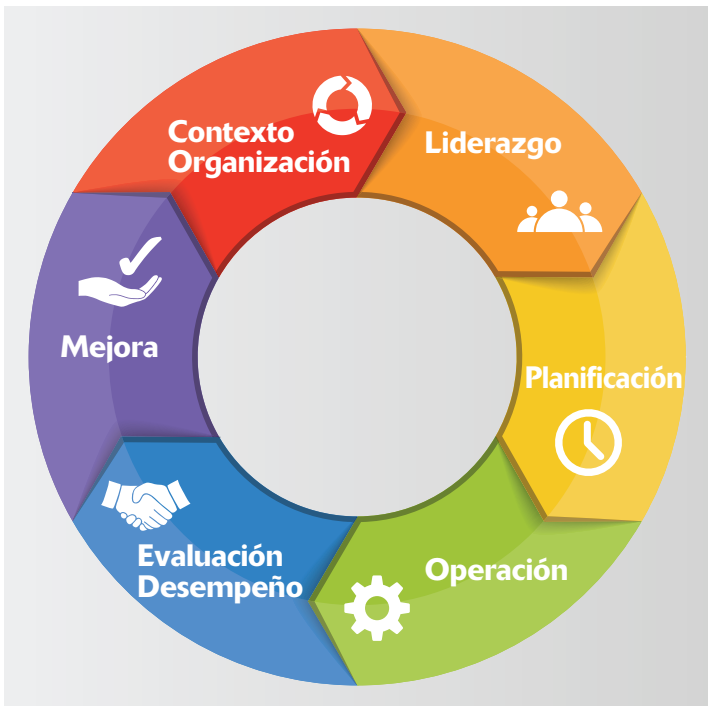 Contexto
Organización
Liderazgo
Planificación
Operación
Evaluación
Desempeño
Mejora